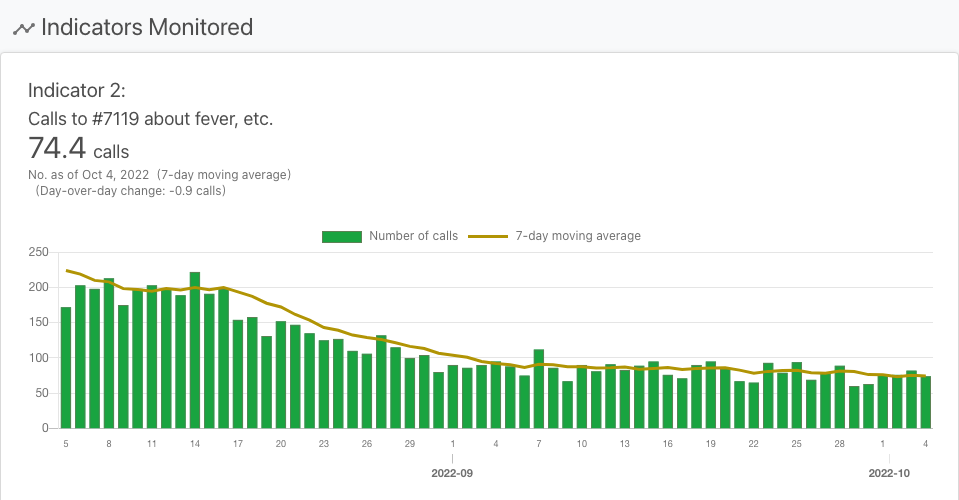 Indicators Monitored
Indicator 2:
Calls to #7119 about fever, etc.
74.4 calls
No. as of Oct 4, 2022 (7-day moving average)
(Day-over-day change: -0.9 calls)
Number of calls 7-day moving average
250
200
150
100
50
0
5 8 11 14 17 20 23 26 29 1 4 7 10 13 16 19 22 25 28 1 4
2022-09 2022-10